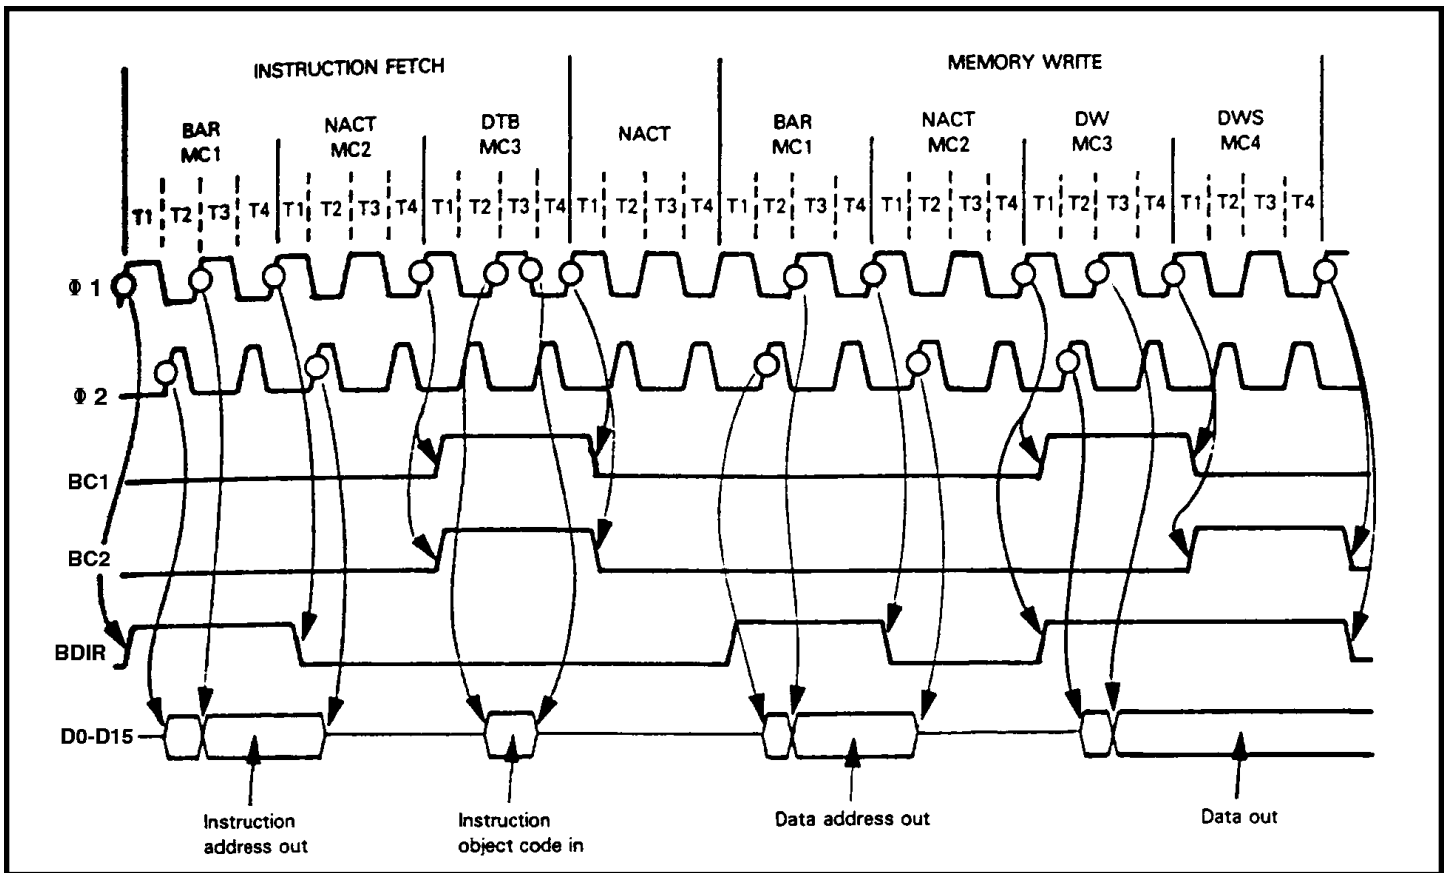 INSTRUCTION FETCH
MEMORY WRITE
BAR
MC1
NACT
MC2
DTB
MC3
NACT
BAR
MC1
NACT
MC2
DW
MC3
DWS
MC4
T1 T2 T3 T4 T1 T2 T3 T4 T1 T2 T3 T4 T1 T2 T3 T4 T1 T2 T3 T4 T1 T2 T3 T4 T1 T2 T3 T4 T1 T2 T3 T4
Φ 1
Φ 2
BC1
BC2
BDIR
D0-D15
Instruction
address out
Instruction
object code in
Data address out
Data out